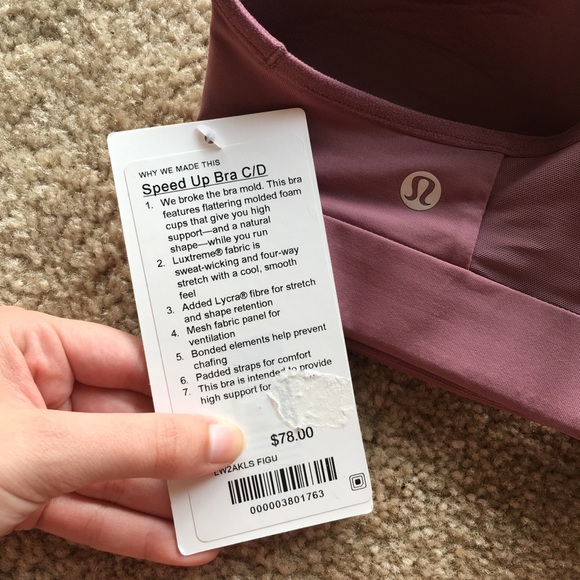 WHY WE MADE THIS
Speed Up Bra C/D
1. We broke the bra mold. This bra
features flattering molded foam
cups that give you high
support—and a natural
shape—while you run
2. Luxtreme® fabric is
sweat-wicking and four-way
stretch with a cool, smooth
feel
3. Added Lycra® fibre for stretch
and shape retention
4. Mesh fabric panel for
ventilation
5. Bonded elements help prevent
chafing
6. Padded straps for comfort
7. This bra is intended to provide
high support for
$78.00
LW2AKLS FIGU
000003801763